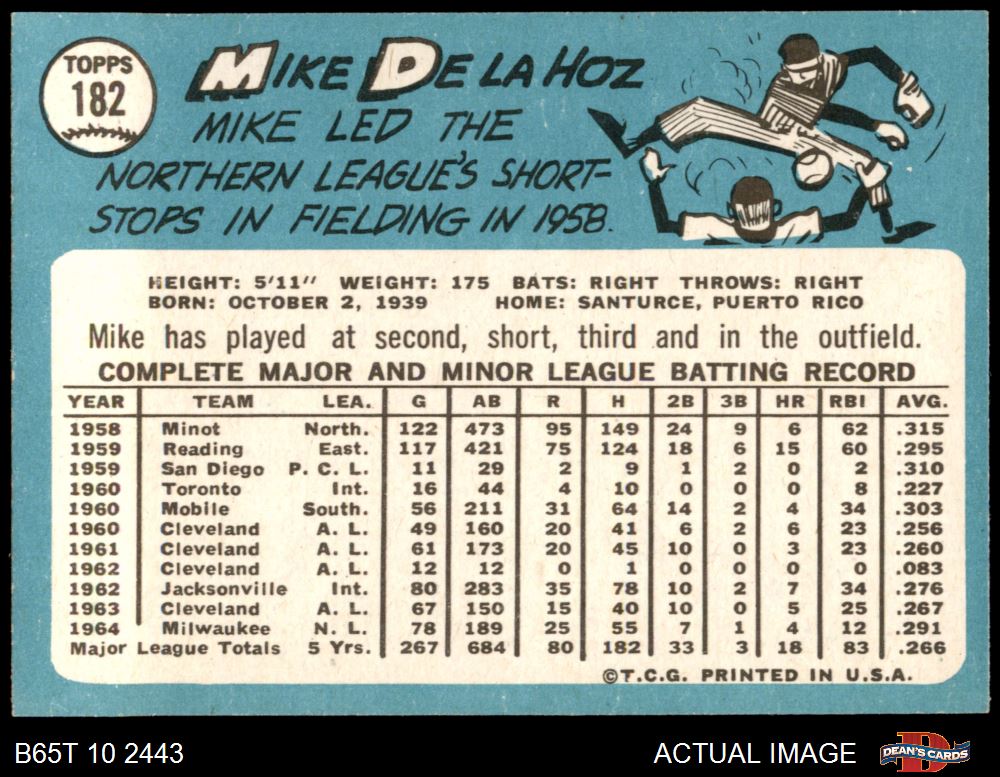 TOPPS
182
MIKE DE LA HOZ
MIKE LED THE
NORTHERN LEAGUE'S SHORT-
STOPS IN FIELDING IN 1958.
HEIGHT: 5'11" WEIGHT: 175 BATS: RIGHT THROWS: RIGHT
BORN: OCTOBER 2, 1939 HOME: SANTURCE, PUERTO RICO
Mike has played at second, short, third and in the outfield.
COMPLETE MAJOR AND MINOR LEAGUE BATTING RECORD
YEAR TEAM LEA. G AB R H 2B 3B HR RBI AVG.
1958 Minot North. 122 473 95 149 24 9 6 62 .315
1959 Reading East. 117 421 75 124 18 6 15 60 .295
1959 San Diego P. C. L. 11 29 2 9 1 2 0 2 .310
1960 Toronto Int. 16 44 4 10 0 0 0 8 .227
1960 Mobile South. 56 211 31 64 14 2 4 34 .303
1960 Cleveland A. L. 49 160 20 41 6 2 6 23 .256
1961 Cleveland A. L. 61 173 20 45 10 0 3 23 .260
1962 Cleveland A. L. 12 12 0 1 0 0 0 0 .083
1962 Jacksonville Int. 80 283 35 78 10 2 7 34 .276
1963 Cleveland A. L. 67 150 15 40 10 0 5 25 .267
1964 Milwaukee N. L. 78 189 25 55 7 1 4 12 .291
Major League Totals 5 Yrs. 267 684 80 182 33 3 18 83 .266
©T.C.G. PRINTED IN U.S.A.
B65T 10 2443 ACTUAL IMAGE DEAN'S CARDS